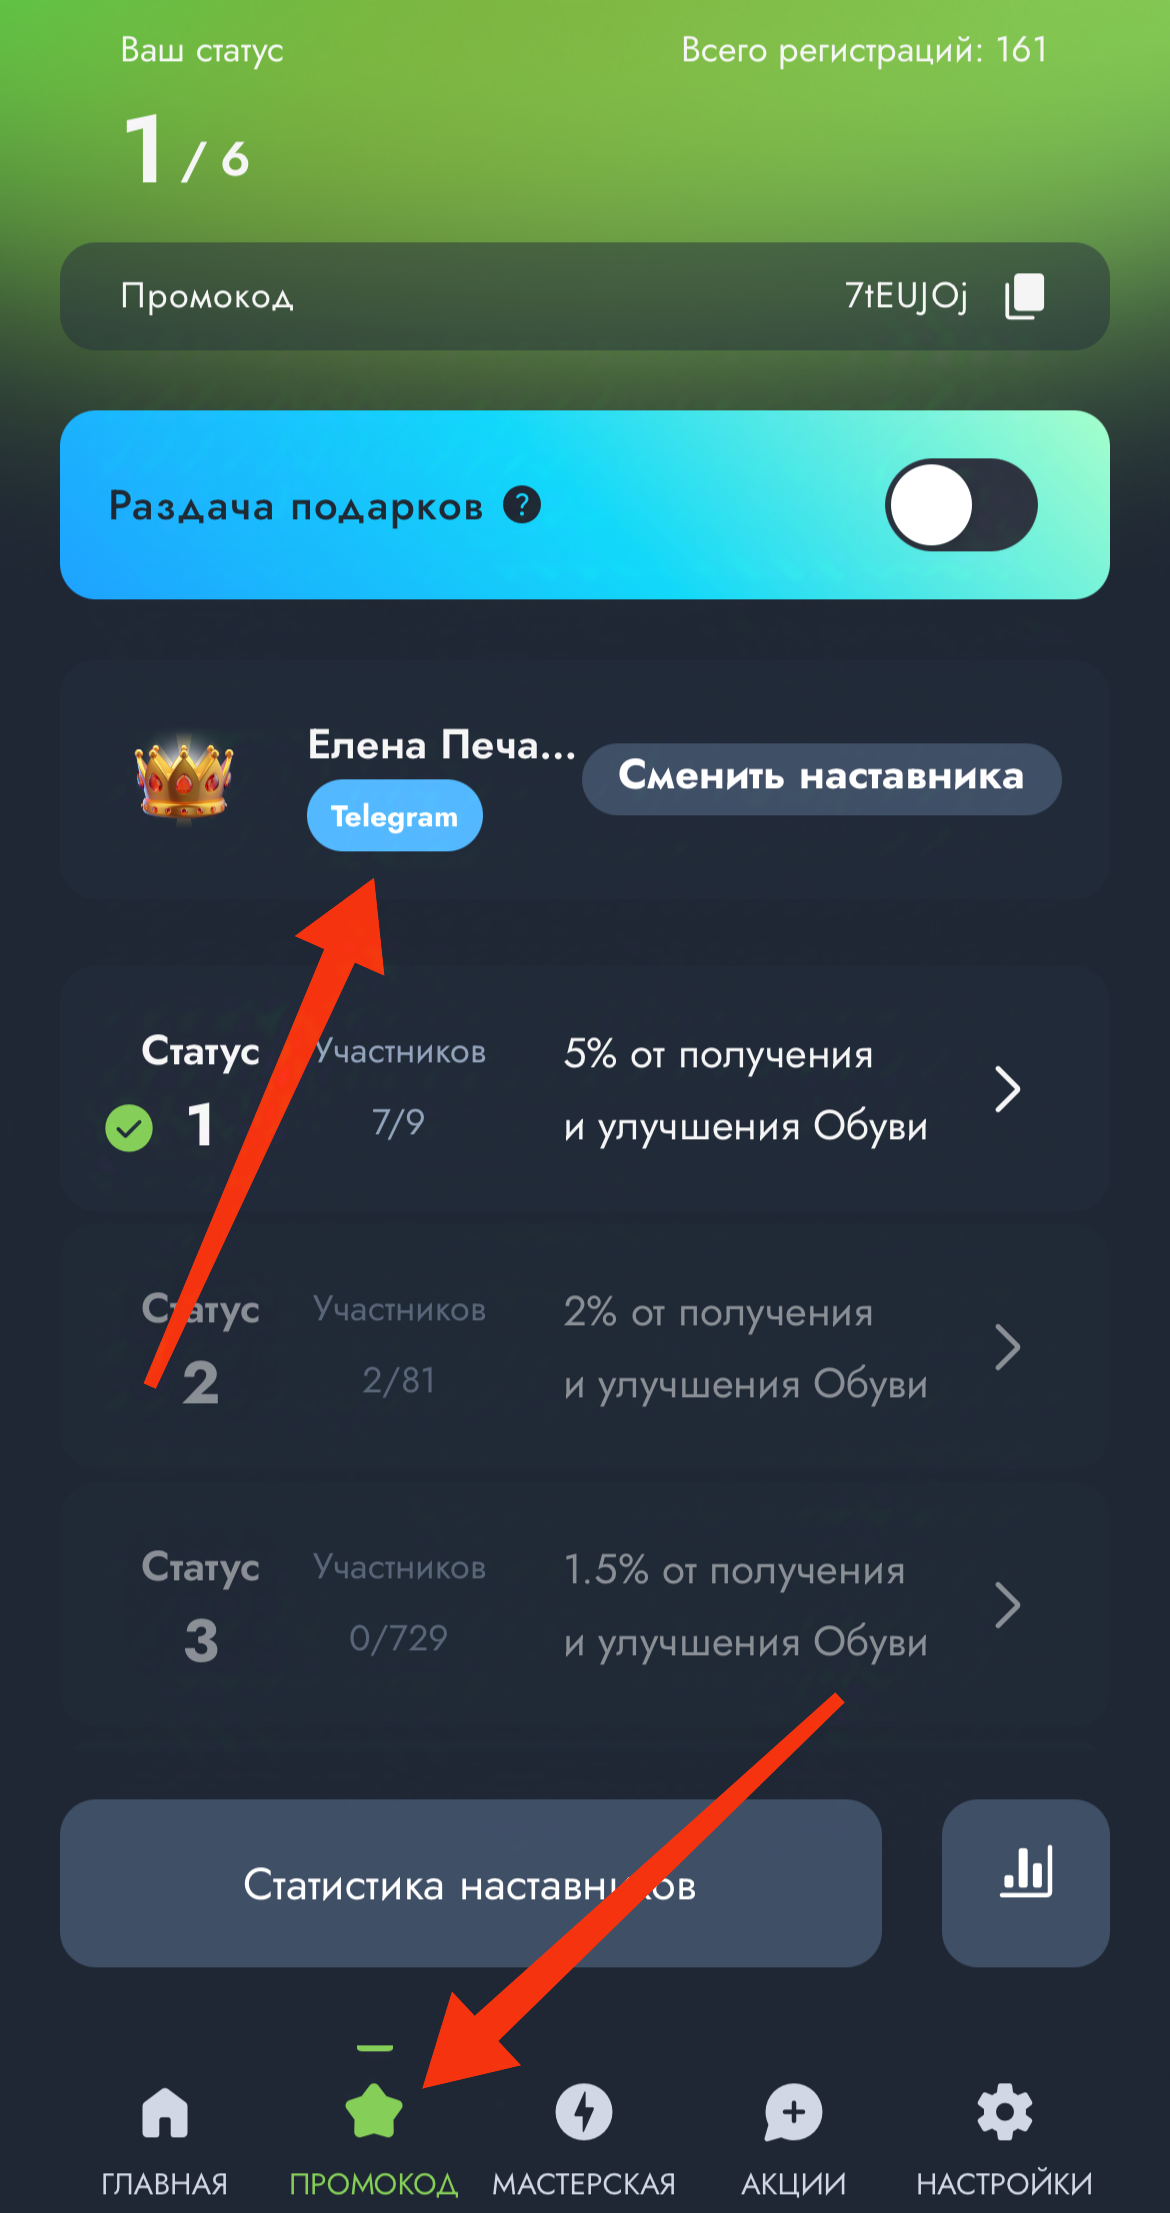 Ваш статус
Всего регистраций: 161
1 / 6
Промокод
7tEUJOj
Раздача подарков ?
Елена Печа...
Telegram
Сменить наставника
Статус
1
Участников
7/9
5% от получения
и улучшения Обуви
Статус
2
Участников
2/81
2% от получения
и улучшения Обуви
Статус
3
Участников
0/729
1.5% от получения
и улучшения Обуви
Статистика наставников
ГЛАВНАЯ
ПРОМОКОД
МАСТЕРСКАЯ
АКЦИИ
НАСТРОЙКИ